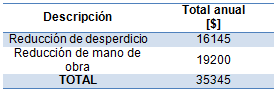 Descripción Total anual
[$]
Reducción de desperdicio 16145
Reducción de mano de
obra 19200
TOTAL 35345